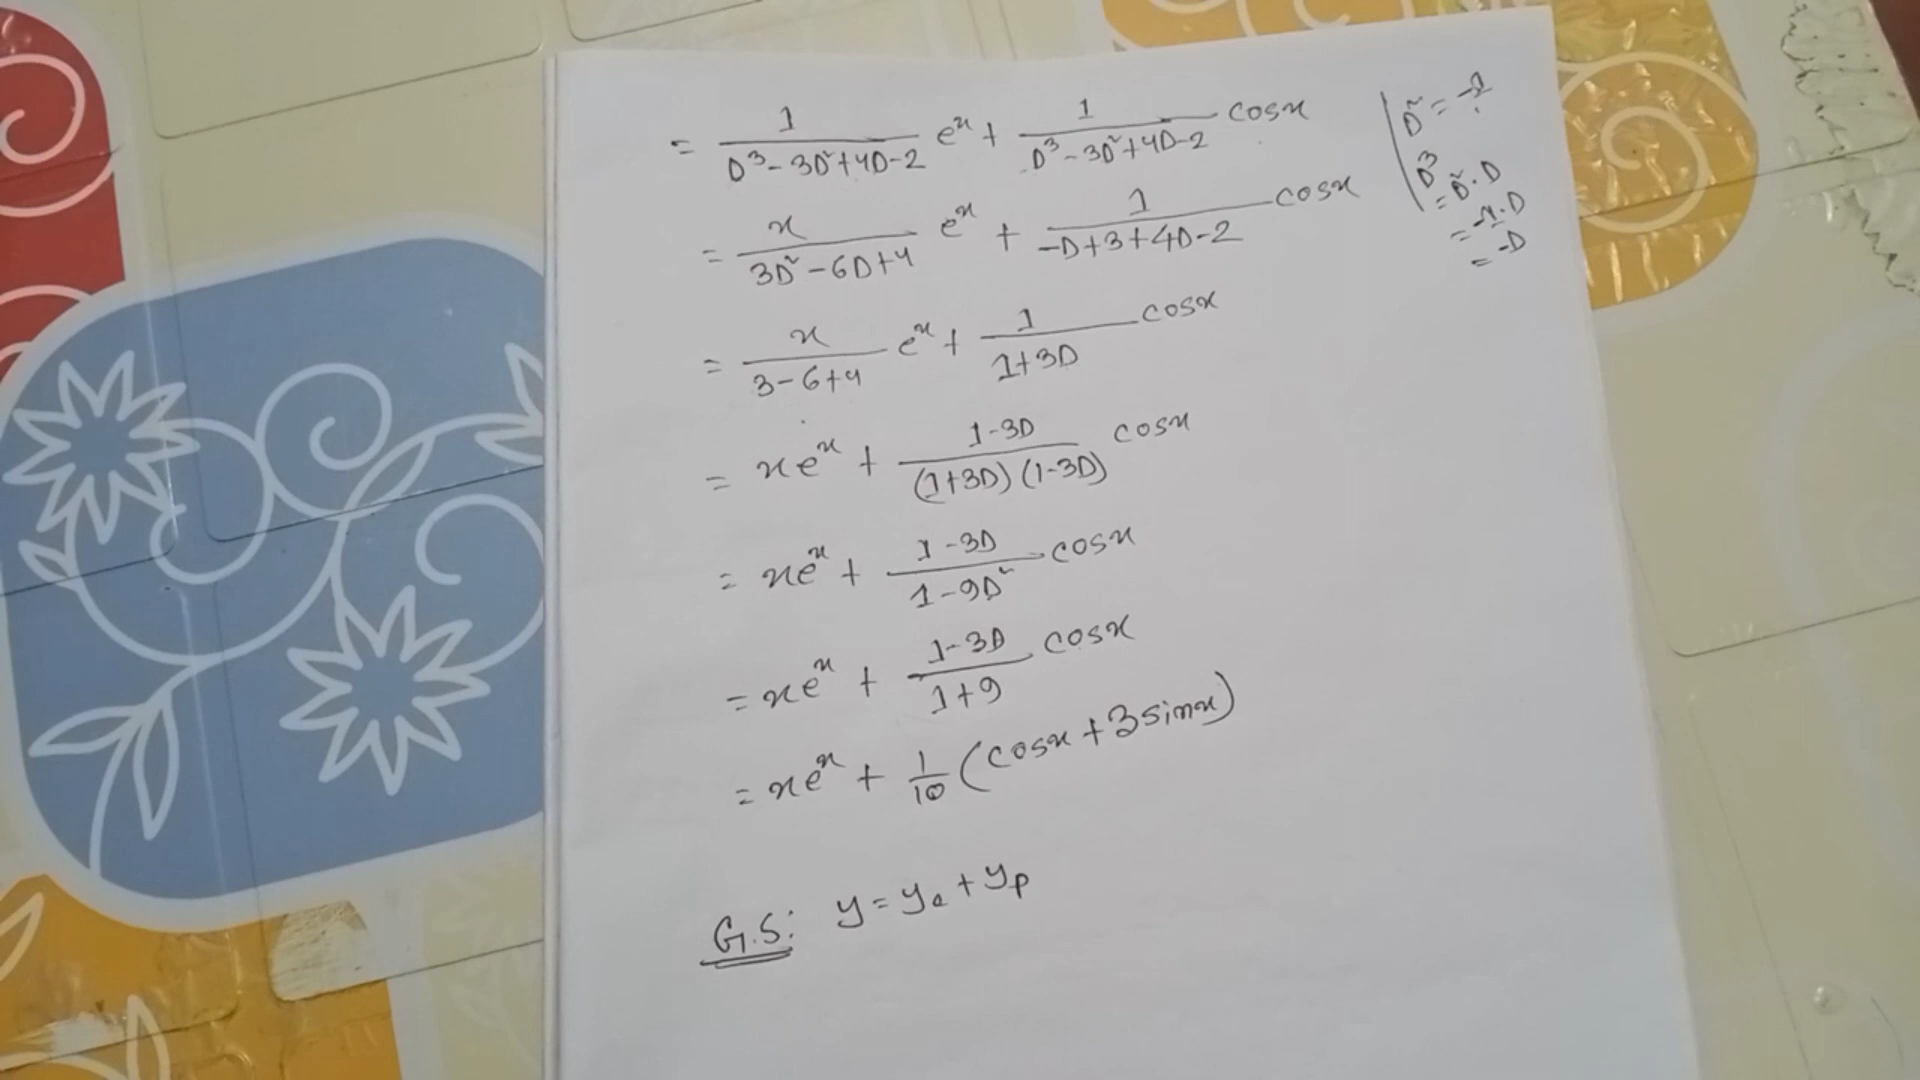 = 1/(D³-3D²+4D-2) eˣ + 1/(D³-3D²+4D-2) cosx
= x/(3D²-6D+4) eˣ + 1/(-D+3+4D-2) cosx
= x/(3-6+4) eˣ + 1/(1+3D) cosx
= xeˣ + (1-3D)/((1+3D)(1-3D)) cosx
= xeˣ + (1-3D)/(1-9D²) cosx
= xeˣ + (1-3D)/(1+9) cosx
= xeˣ + 1/10 (cosx+3sinx)
G.S: y=y_c+y_p
D² = -1
D³
= D².D
= -1.D
= -D